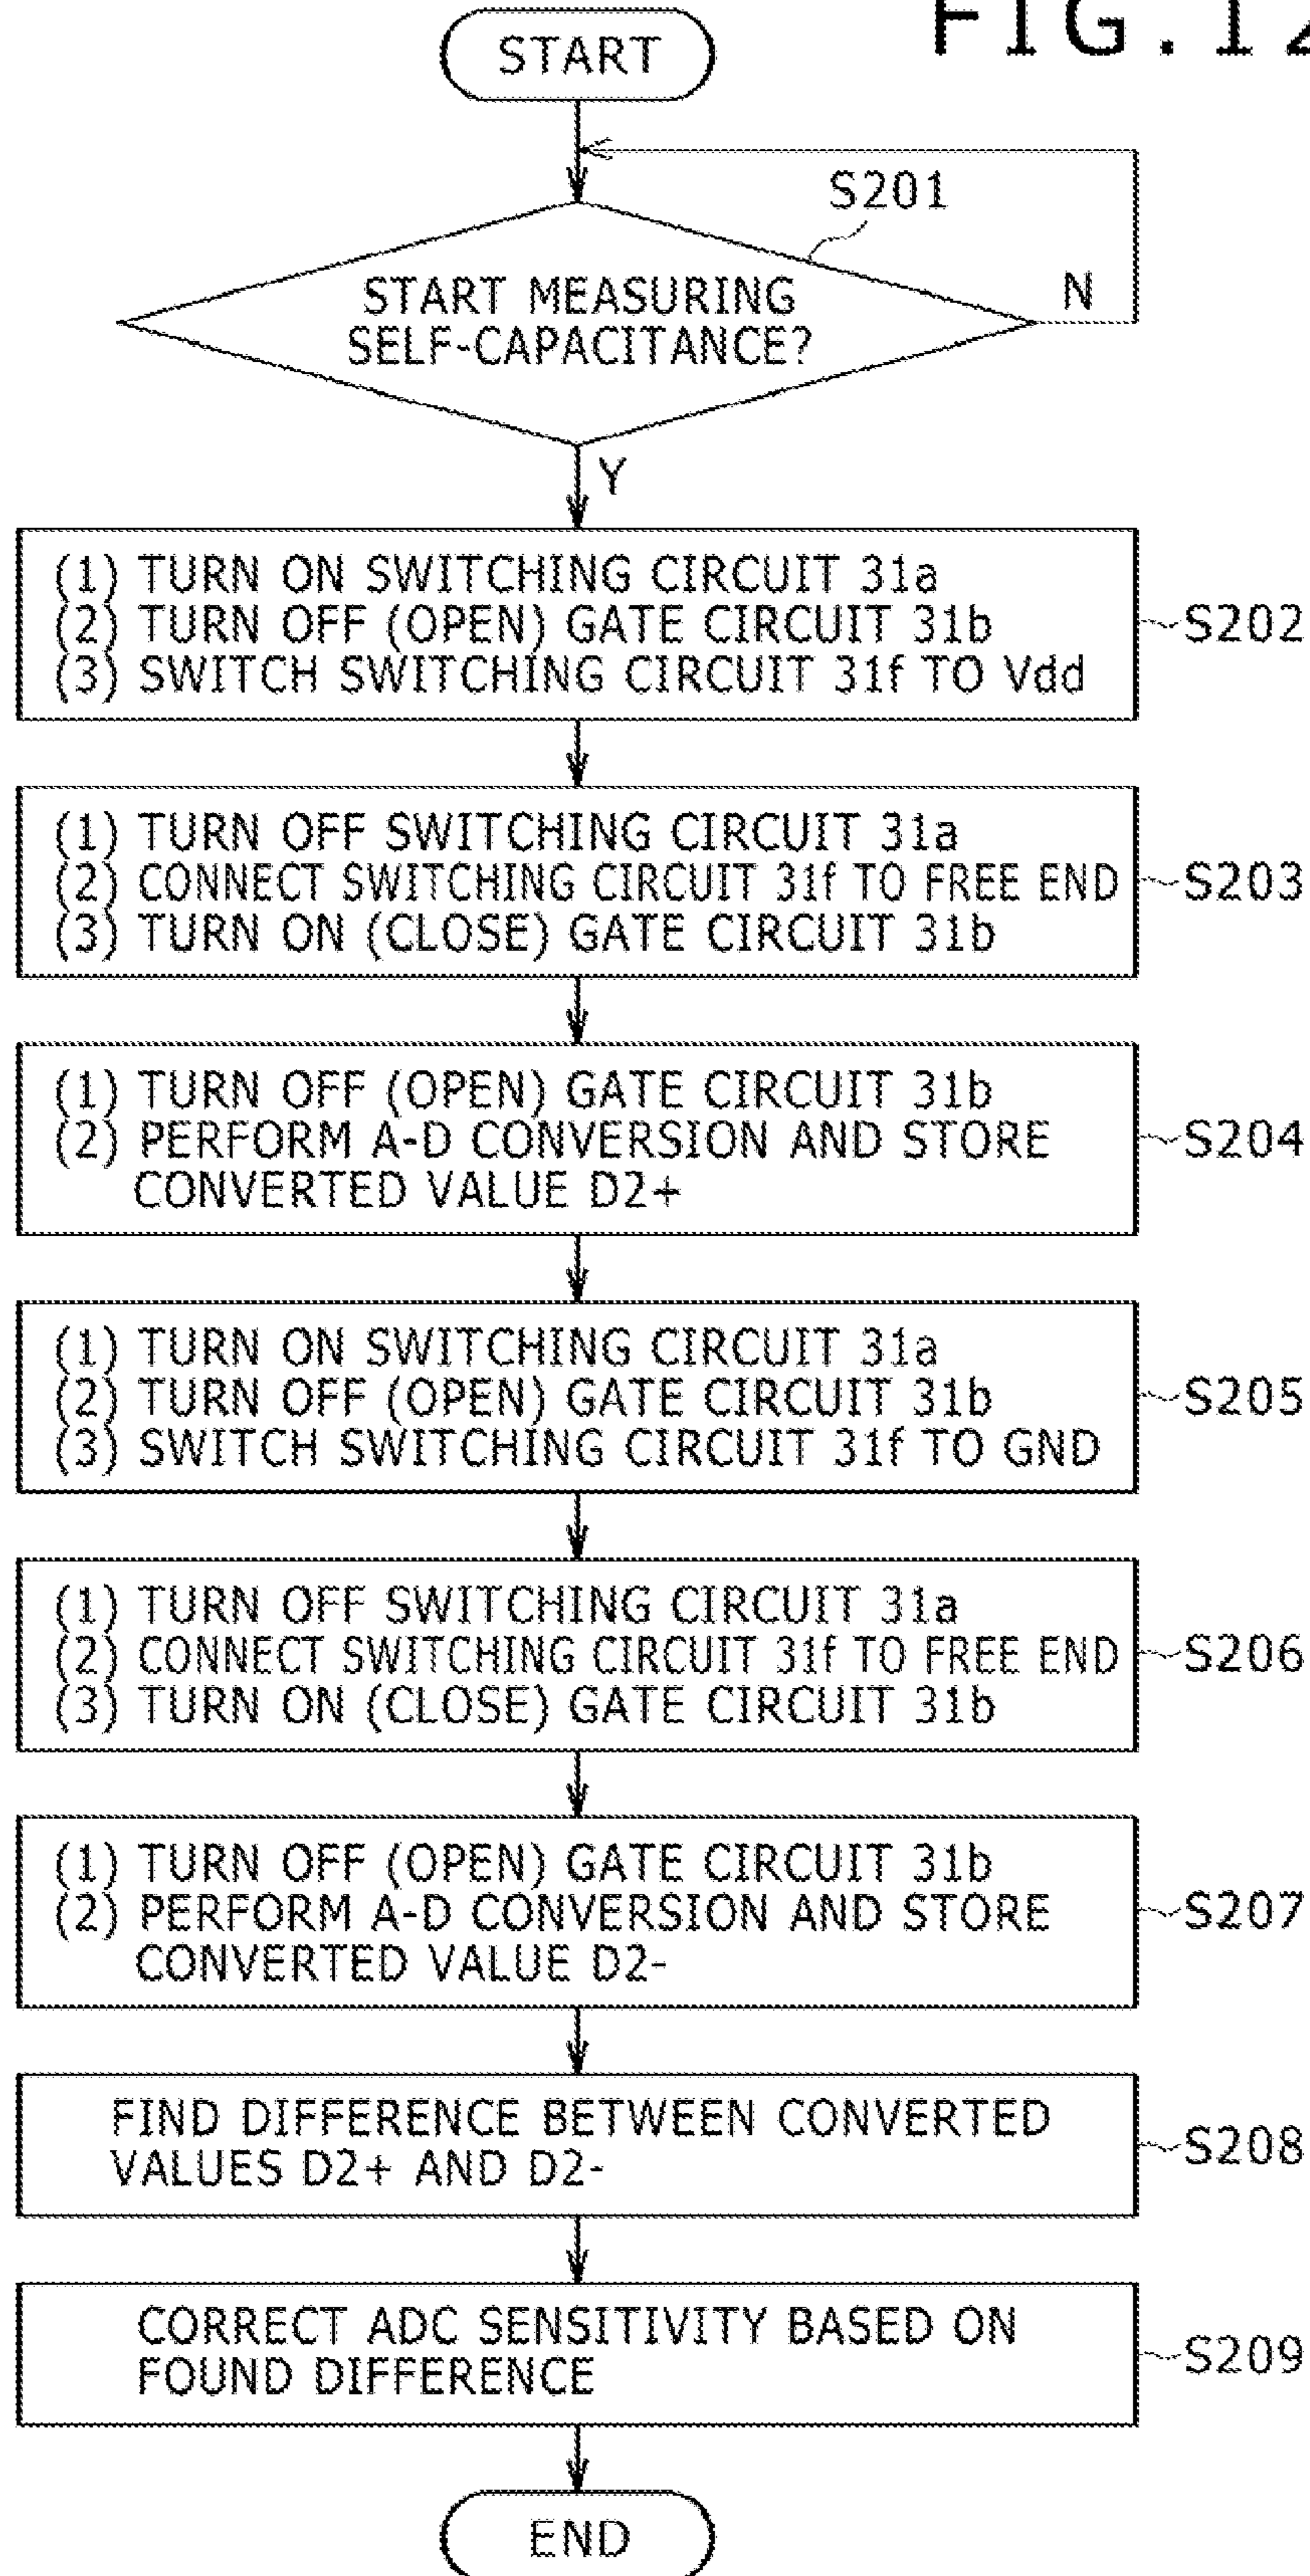 FIG.12
START
S201
START MEASURING
SELF-CAPACITANCE?
N
Y
(1) TURN ON SWITCHING CIRCUIT 31a
(2) TURN OFF (OPEN) GATE CIRCUIT 31b
(3) SWITCH SWITCHING CIRCUIT 31f TO Vdd
S202
(1) TURN OFF SWITCHING CIRCUIT 31a
(2) CONNECT SWITCHING CIRCUIT 31f TO FREE END
(3) TURN ON (CLOSE) GATE CIRCUIT 31b
S203
(1) TURN OFF (OPEN) GATE CIRCUIT 31b
(2) PERFORM A-D CONVERSION AND STORE
CONVERTED VALUE D2+
S204
(1) TURN ON SWITCHING CIRCUIT 31a
(2) TURN OFF (OPEN) GATE CIRCUIT 31b
(3) SWITCH SWITCHING CIRCUIT 31f TO GND
S205
(1) TURN OFF SWITCHING CIRCUIT 31a
(2) CONNECT SWITCHING CIRCUIT 31f TO FREE END
(3) TURN ON (CLOSE) GATE CIRCUIT 31b
S206
(1) TURN OFF (OPEN) GATE CIRCUIT 31b
(2) PERFORM A-D CONVERSION AND STORE
CONVERTED VALUE D2-
S207
FIND DIFFERENCE BETWEEN CONVERTED
VALUES D2+ AND D2-
S208
CORRECT ADC SENSITIVITY BASED ON
FOUND DIFFERENCE
S209
END